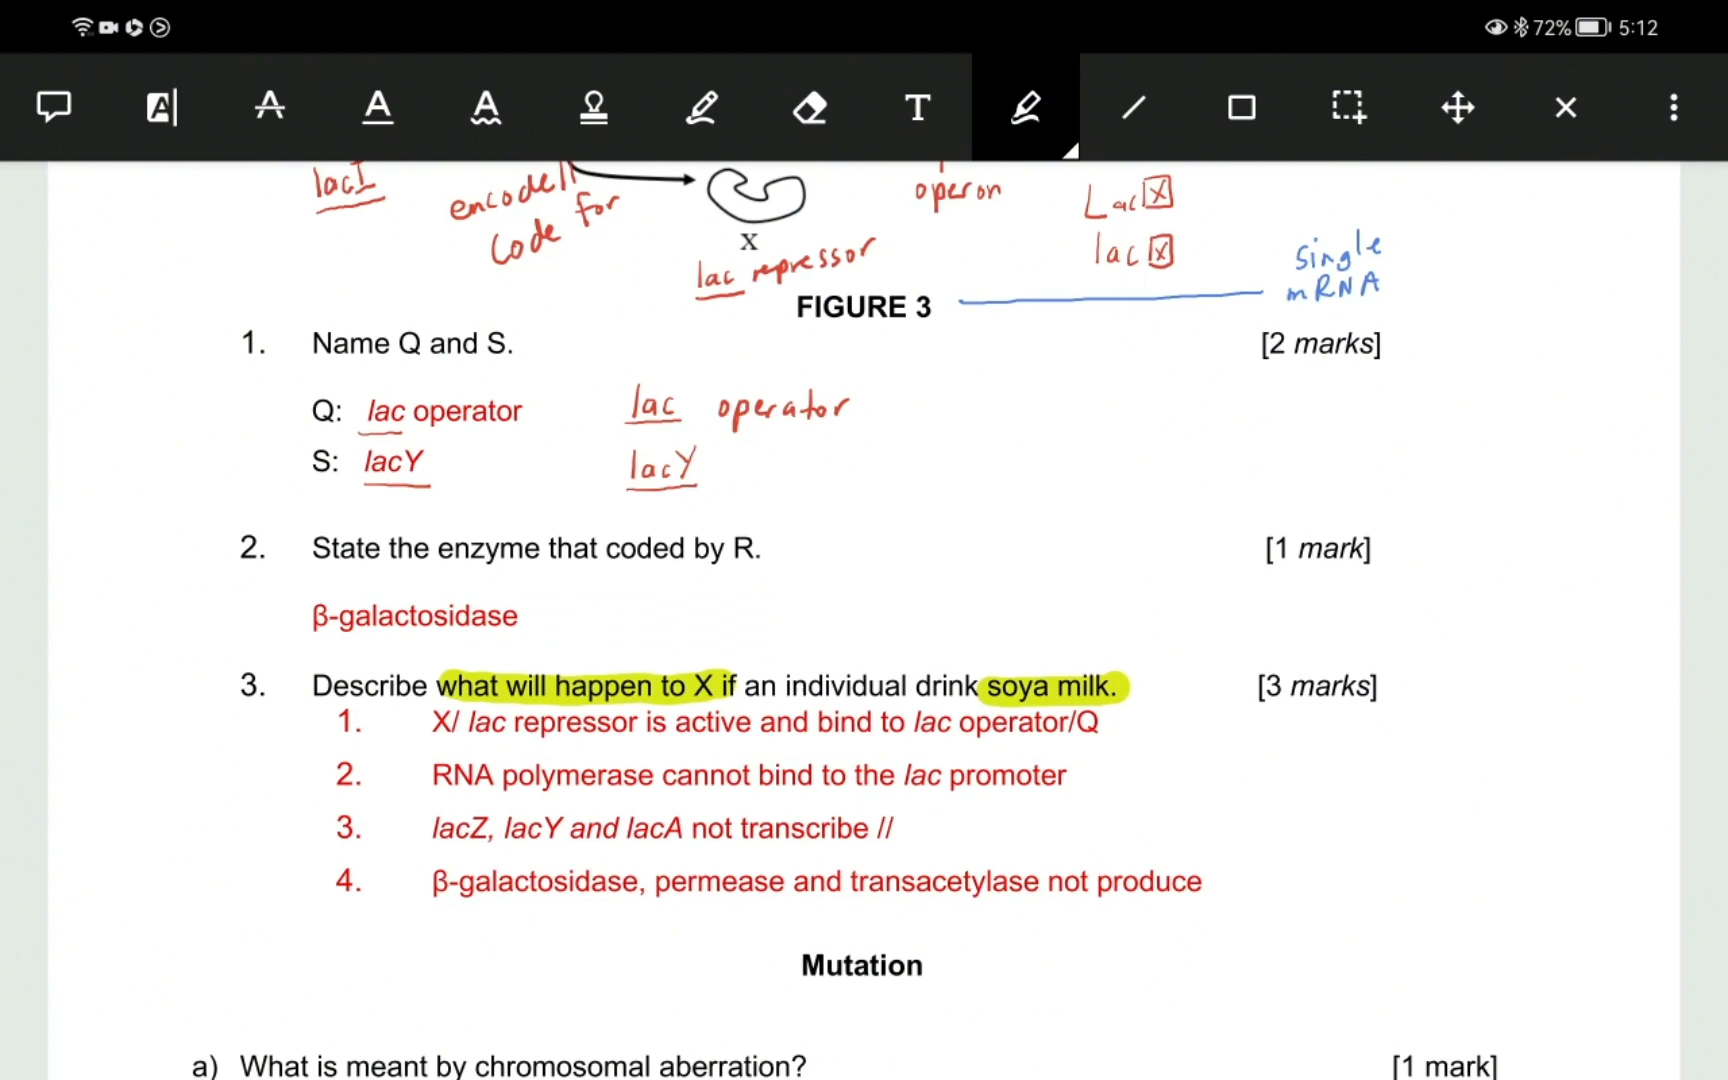 72% 5:12
lacI encode// code for operon Lac X
X lac X
lac repressor single mRNA
FIGURE 3
1. Name Q and S. [2 marks]
Q: lac operator lac operator
S: lacY lacY
2. State the enzyme that coded by R. [1 mark]
β-galactosidase
3. Describe what will happen to X if an individual drink soya milk. [3 marks]
1. X/ lac repressor is active and bind to lac operator/Q
2. RNA polymerase cannot bind to the lac promoter
3. lacZ, lacY and lacA not transcribe //
4. β-galactosidase, permease and transacetylase not produce
Mutation
a) What is meant by chromosomal aberration? [1 mark]